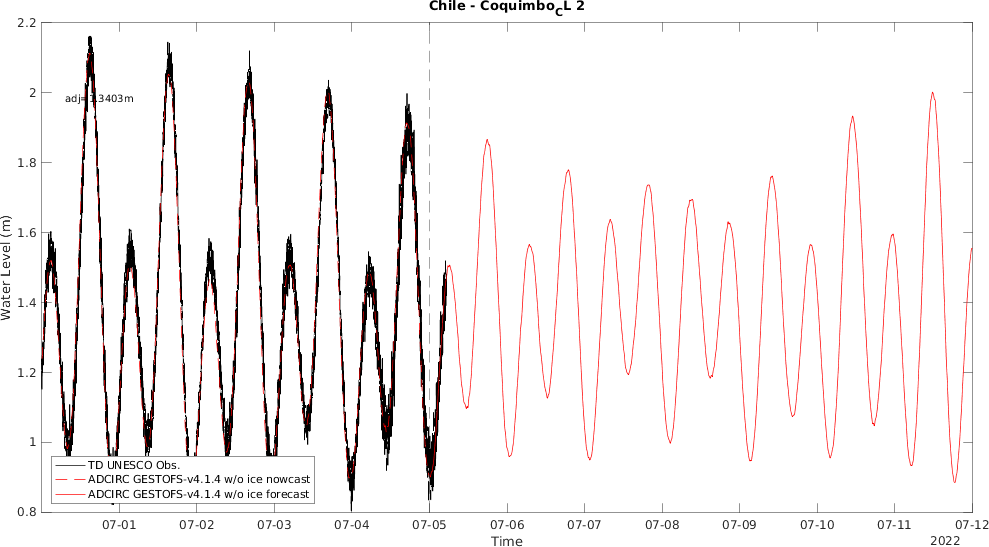 Chile - Coquimbo_CL 2
2.2
2
1.8
1.6
1.4
1.2
1
0.8
Water Level (m)
adj=1.3403m
TD UNESCO Obs.
ADCIRC GESTOFS-v4.1.4 w/o ice nowcast
ADCIRC GESTOFS-v4.1.4 w/o ice forecast
07-01 07-02 07-03 07-04 07-05 07-06 07-07 07-08 07-09 07-10 07-11 07-12
Time
2022